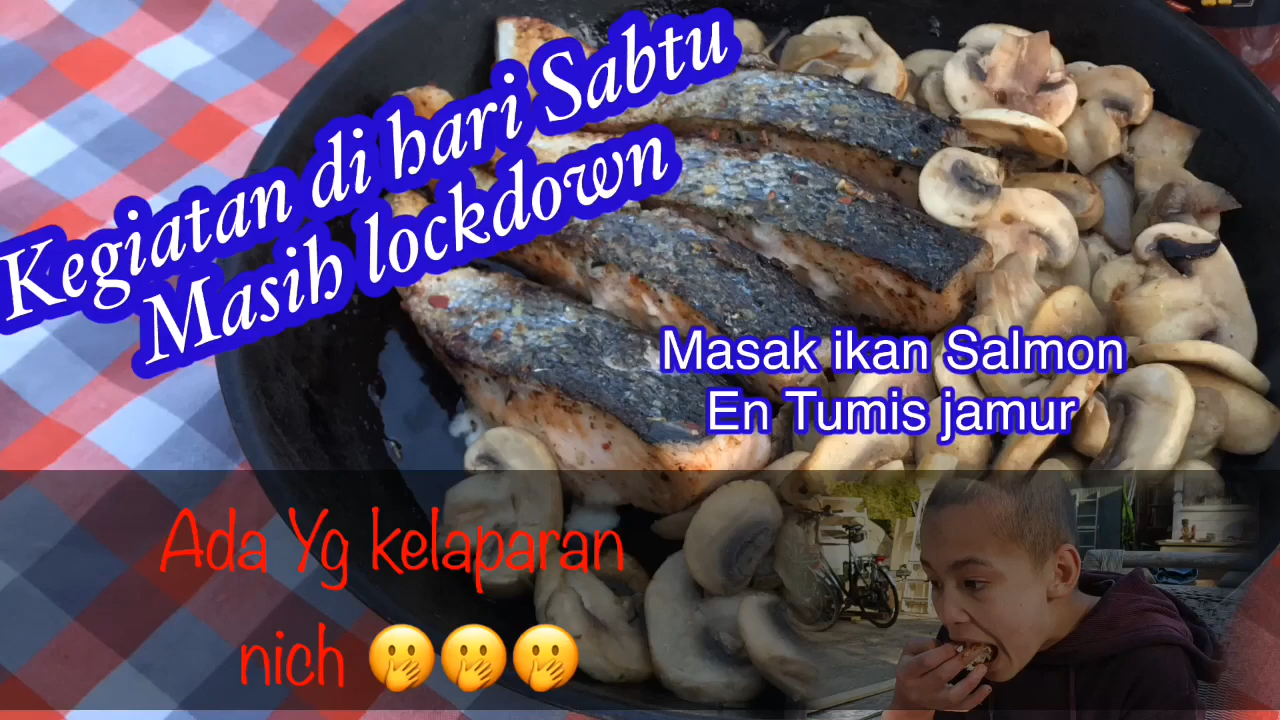 Kegiatan di hari Sabtu
Masih lockdown
Masak ikan Salmon
En Tumis jamur
Ada Yg kelaparan
nich 🤭🤭🤭